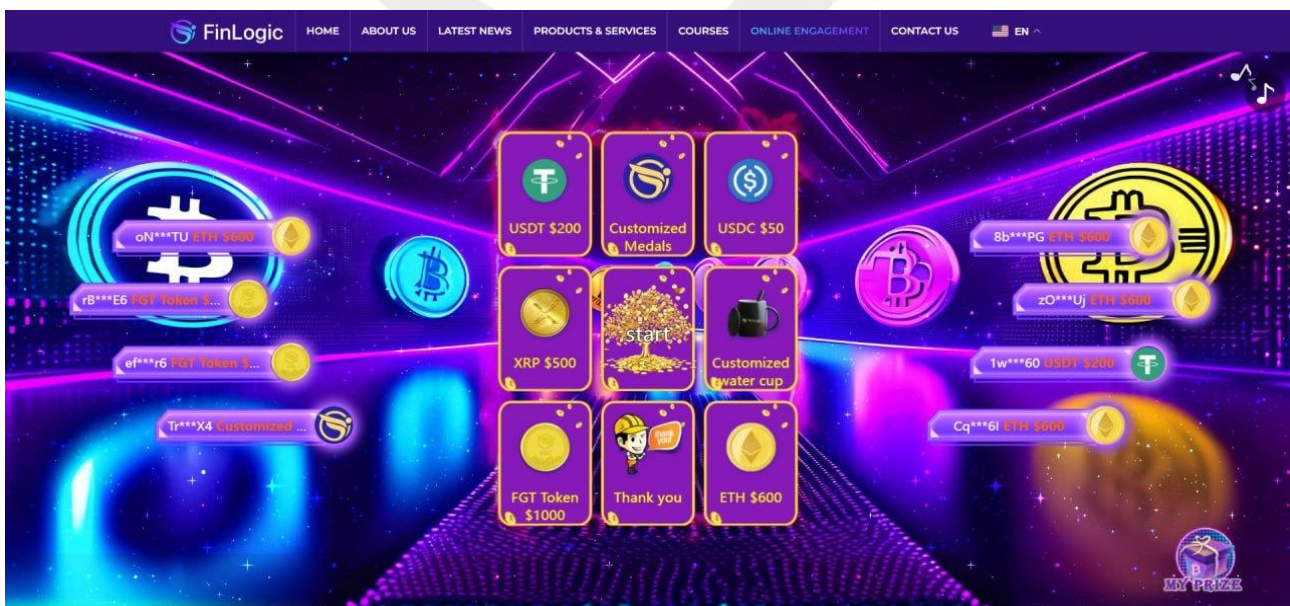 FinLogic
HOME
ABOUT US
LATEST NEWS
PRODUCTS & SERVICES
COURSES
ONLINE ENGAGEMENT
CONTACT US
EN
USDT $200
Customized
Medals
USDC $50
oN***TU ETH $600
8b***PG ETH $600
rB***E6 FGT Token $...
zO***Uj ETH $600
XRP $500
start
Customized
water cup
ef***r6 FGT Token $...
1w***60 USDT $200
Tr***X4 Customized ...
Cq***6l ETH $600
thank
you!
FGT Token
$1000
Thank you
ETH $600
MY PRIZE